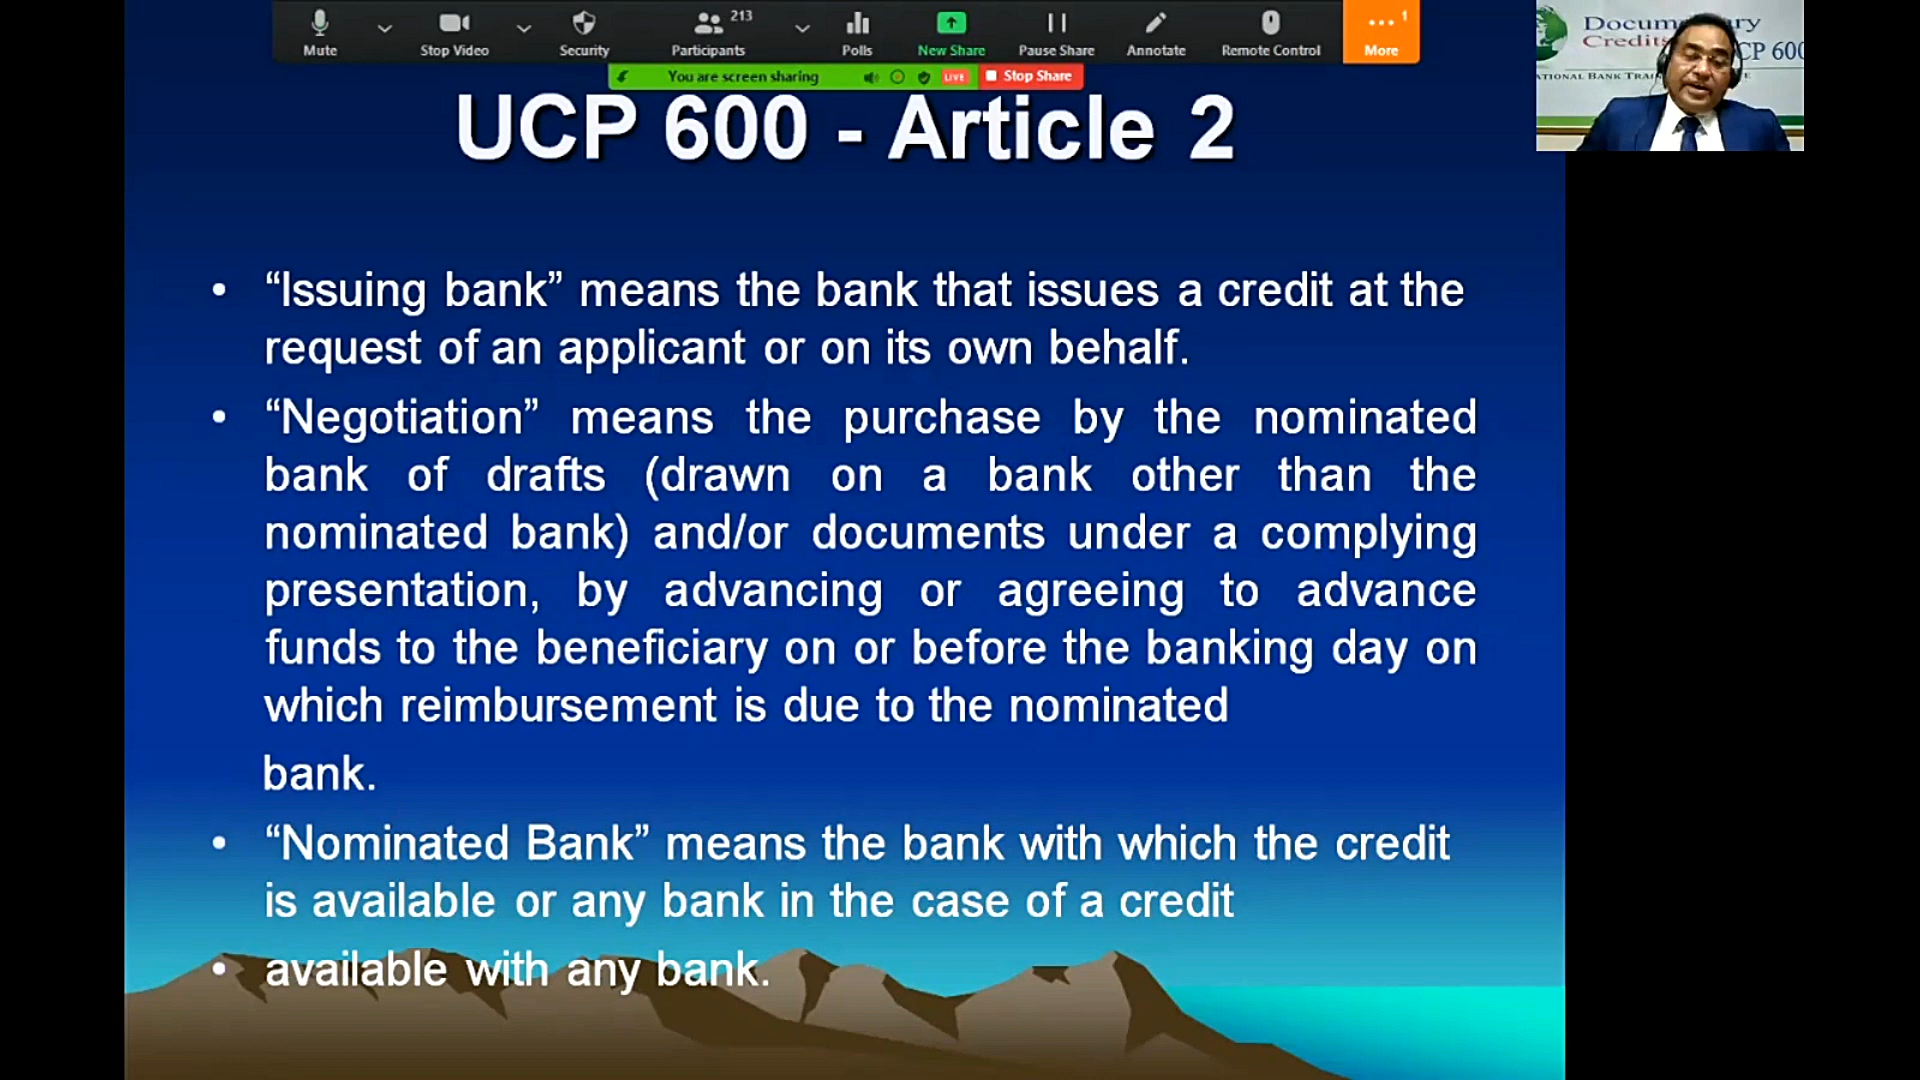 213
1
Mute Stop Video Security Participants Polls New Share Pause Share Annotate Remote Control More
You are screen sharing LIVE Stop Share
UCP 600 - Article 2
• “Issuing bank” means the bank that issues a credit at the
request of an applicant or on its own behalf.
• “Negotiation” means the purchase by the nominated
bank of drafts (drawn on a bank other than the
nominated bank) and/or documents under a complying
presentation, by advancing or agreeing to advance
funds to the beneficiary on or before the banking day on
which reimbursement is due to the nominated
bank.
• “Nominated Bank” means the bank with which the credit
is available or any bank in the case of a credit
• available with any bank.
Credits CP 600